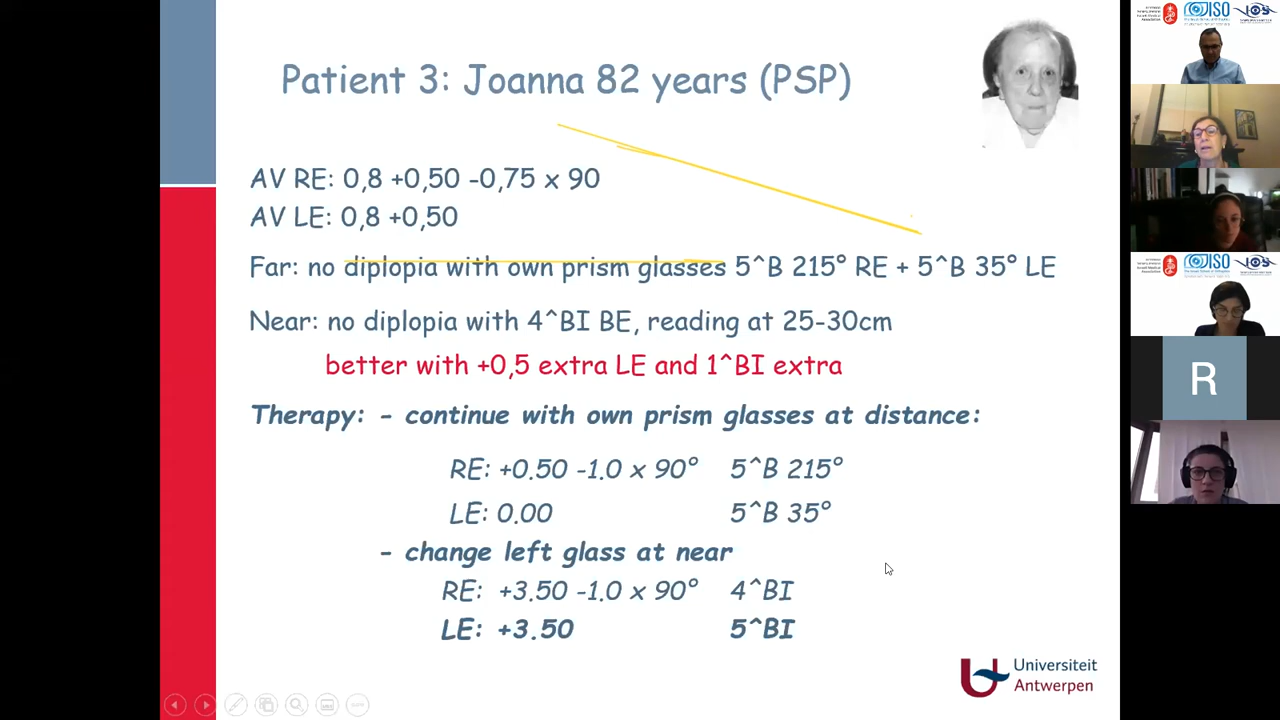 Patient 3: Joanna 82 years (PSP)
AV RE: 0,8 +0,50 -0,75 x 90
AV LE: 0,8 +0,50
Far: no diplopia with own prism glasses 5^B 215° RE + 5^B 35° LE
Near: no diplopia with 4^BI BE, reading at 25-30cm
better with +0,5 extra LE and 1^BI extra
Therapy: - continue with own prism glasses at distance:
RE: +0.50 -1.0 x 90° 5^B 215°
LE: 0.00 5^B 35°
- change left glass at near
RE: +3.50 -1.0 x 90° 4^BI
LE: +3.50 5^BI
Universiteit
Antwerpen
ISO
IOS
ISO
IOS
R